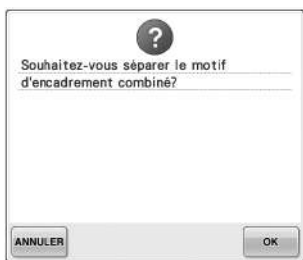 ?
Souhaitez-vous séparer le motif
d'encadrement combiné?
ANNULER
OK